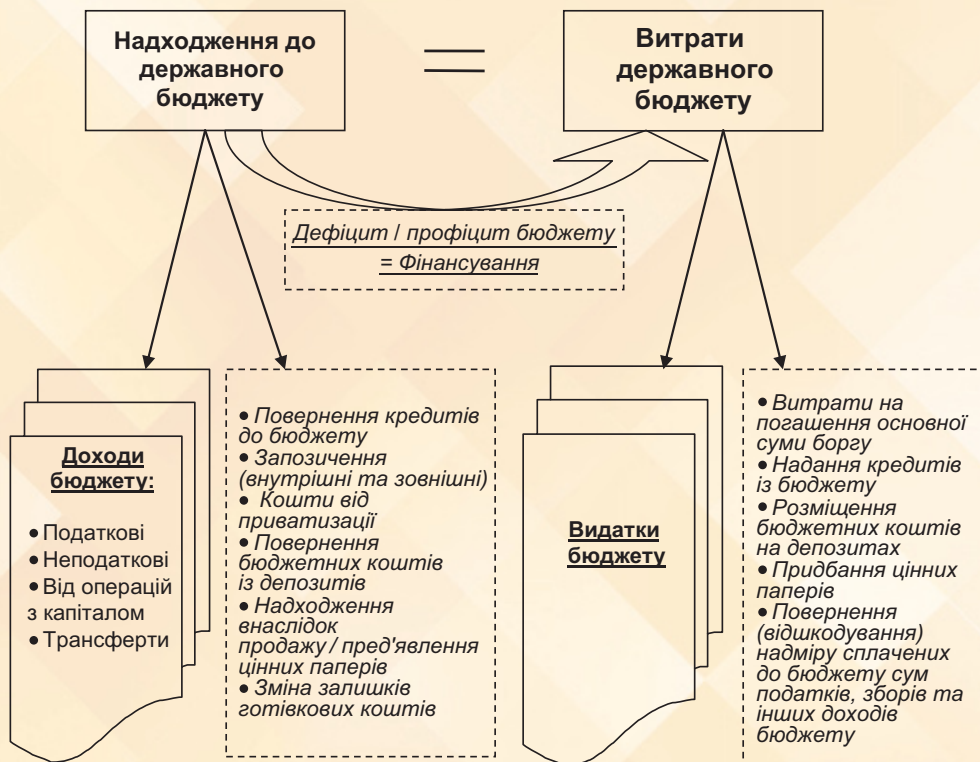 Надходження до
державного
бюджету
Витрати
державного
бюджету
Дефіцит / профіцит бюджету
= Фінансування
Доходи
бюджету:
• Податкові
• Неподаткові
• Від операцій
з капіталом
• Трансферти
• Повернення кредитів
до бюджету
• Запозичення
(внутрішні та зовнішні)
• Кошти від
приватизації
• Повернення
бюджетних коштів
із депозитів
• Надходження
внаслідок
продажу / пред'явлення
цінних паперів
• Зміна залишків
готівкових коштів
Видатки
бюджету
• Витрати на
погашення основної
суми боргу
• Надання кредитів
із бюджету
• Розміщення
бюджетних коштів
на депозитах
• Придбання цінних
паперів
• Повернення
(відшкодування)
надміру сплачених
до бюджету сум
податків, зборів та
інших доходів
бюджету